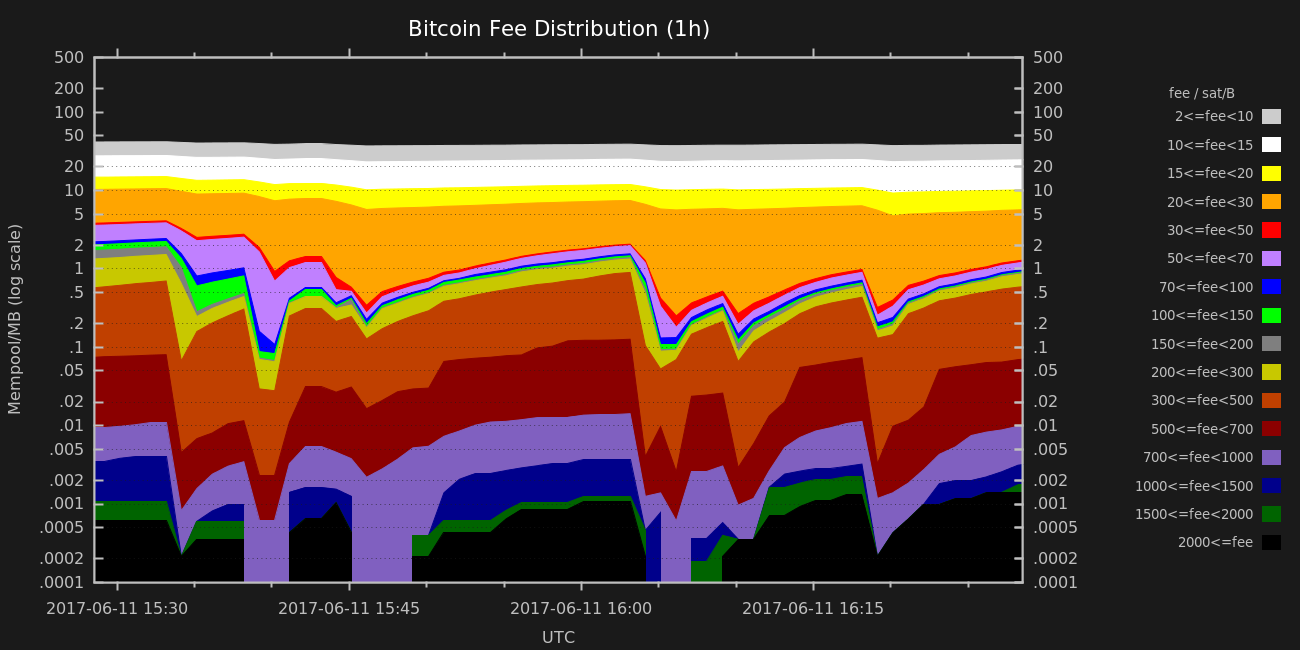 Bitcoin Fee Distribution (1h)
500 500
200 200
100 100
50 50
20 20
10 10
5 5
2 2
1 1
.5 .5
.2 .2
.1 .1
.05 .05
.02 .02
.01 .01
.005 .005
.002 .002
.001 .001
.0005 .0005
.0002 .0002
.0001 .0001
Mempool/MB (log scale)
2017-06-11 15:30 2017-06-11 15:45 2017-06-11 16:00 2017-06-11 16:15
UTC
fee / sat/B
2<=fee<10
10<=fee<15
15<=fee<20
20<=fee<30
30<=fee<50
50<=fee<70
70<=fee<100
100<=fee<150
150<=fee<200
200<=fee<300
300<=fee<500
500<=fee<700
700<=fee<1000
1000<=fee<1500
1500<=fee<2000
2000<=fee